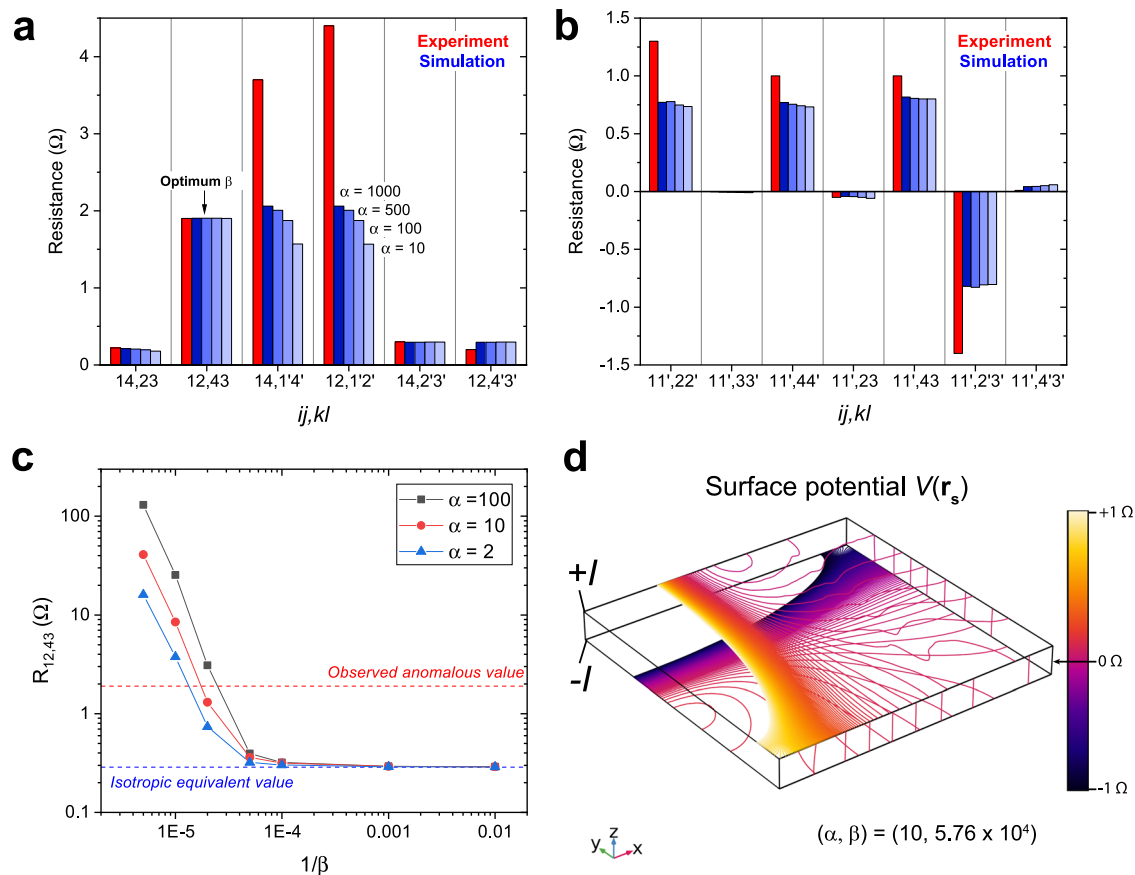 a
Experiment
Simulation
Resistance (Ω)
4
3
2
1
0
Optimum β
α = 1000
α = 500
α = 100
α = 10
14,23
12,43
14,1'4'
12,1'2'
14,2'3'
12,4'3'
ij,kl
b
Experiment
Simulation
Resistance (Ω)
1.5
1.0
0.5
0.0
-0.5
-1.0
-1.5
11',22'
11',33'
11',44'
11',23
11',43
11',2'3'
11',4'3'
ij,kl
c
R12,43 (Ω)
100
10
1
0.1
α = 100
α = 10
α = 2
Observed anomalous value
Isotropic equivalent value
1E-5
1E-4
0.001
0.01
1/β
d
Surface potential V(rs)
+I
-I
+1 Ω
0 Ω
-1 Ω
z
y
x
(α, β) = (10, 5.76 x 10⁴)